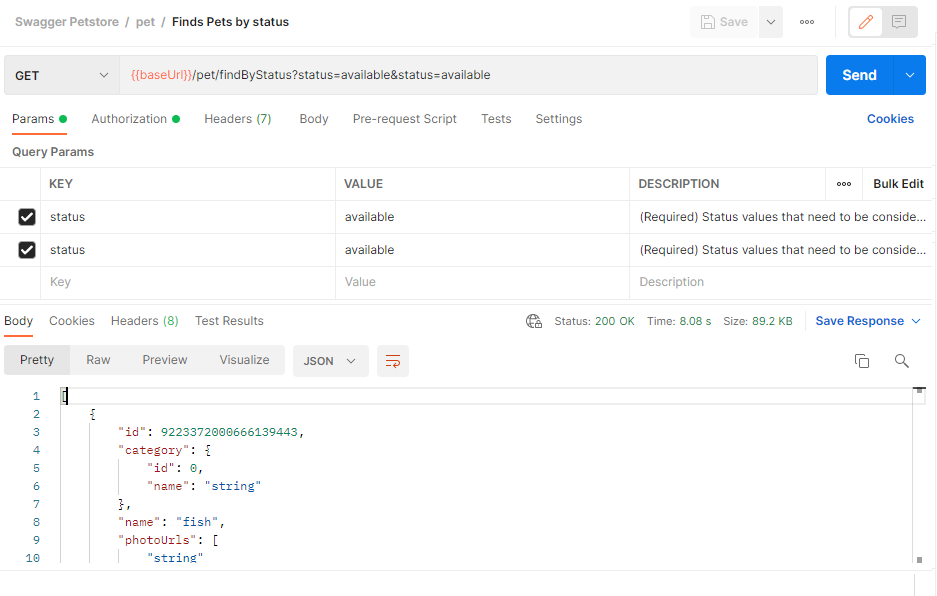 Swagger Petstore / pet / Finds Pets by status Save ooo
GET {{baseUrl}}/pet/findByStatus?status=available&status=available Send
Params Authorization Headers (7) Body Pre-request Script Tests Settings Cookies
Query Params
KEY VALUE DESCRIPTION ooo Bulk Edit
status available (Required) Status values that need to be conside...
status available (Required) Status values that need to be conside...
Key Value Description
Body Cookies Headers (8) Test Results Status: 200 OK Time: 8.08 s Size: 89.2 KB Save Response
Pretty Raw Preview Visualize JSON
1 [
2 {
3 "id": 9223372000666139443,
4 "category": {
5 "id": 0,
6 "name": "string"
7 },
8 "name": "fish",
9 "photoUrls": [
10 "string"